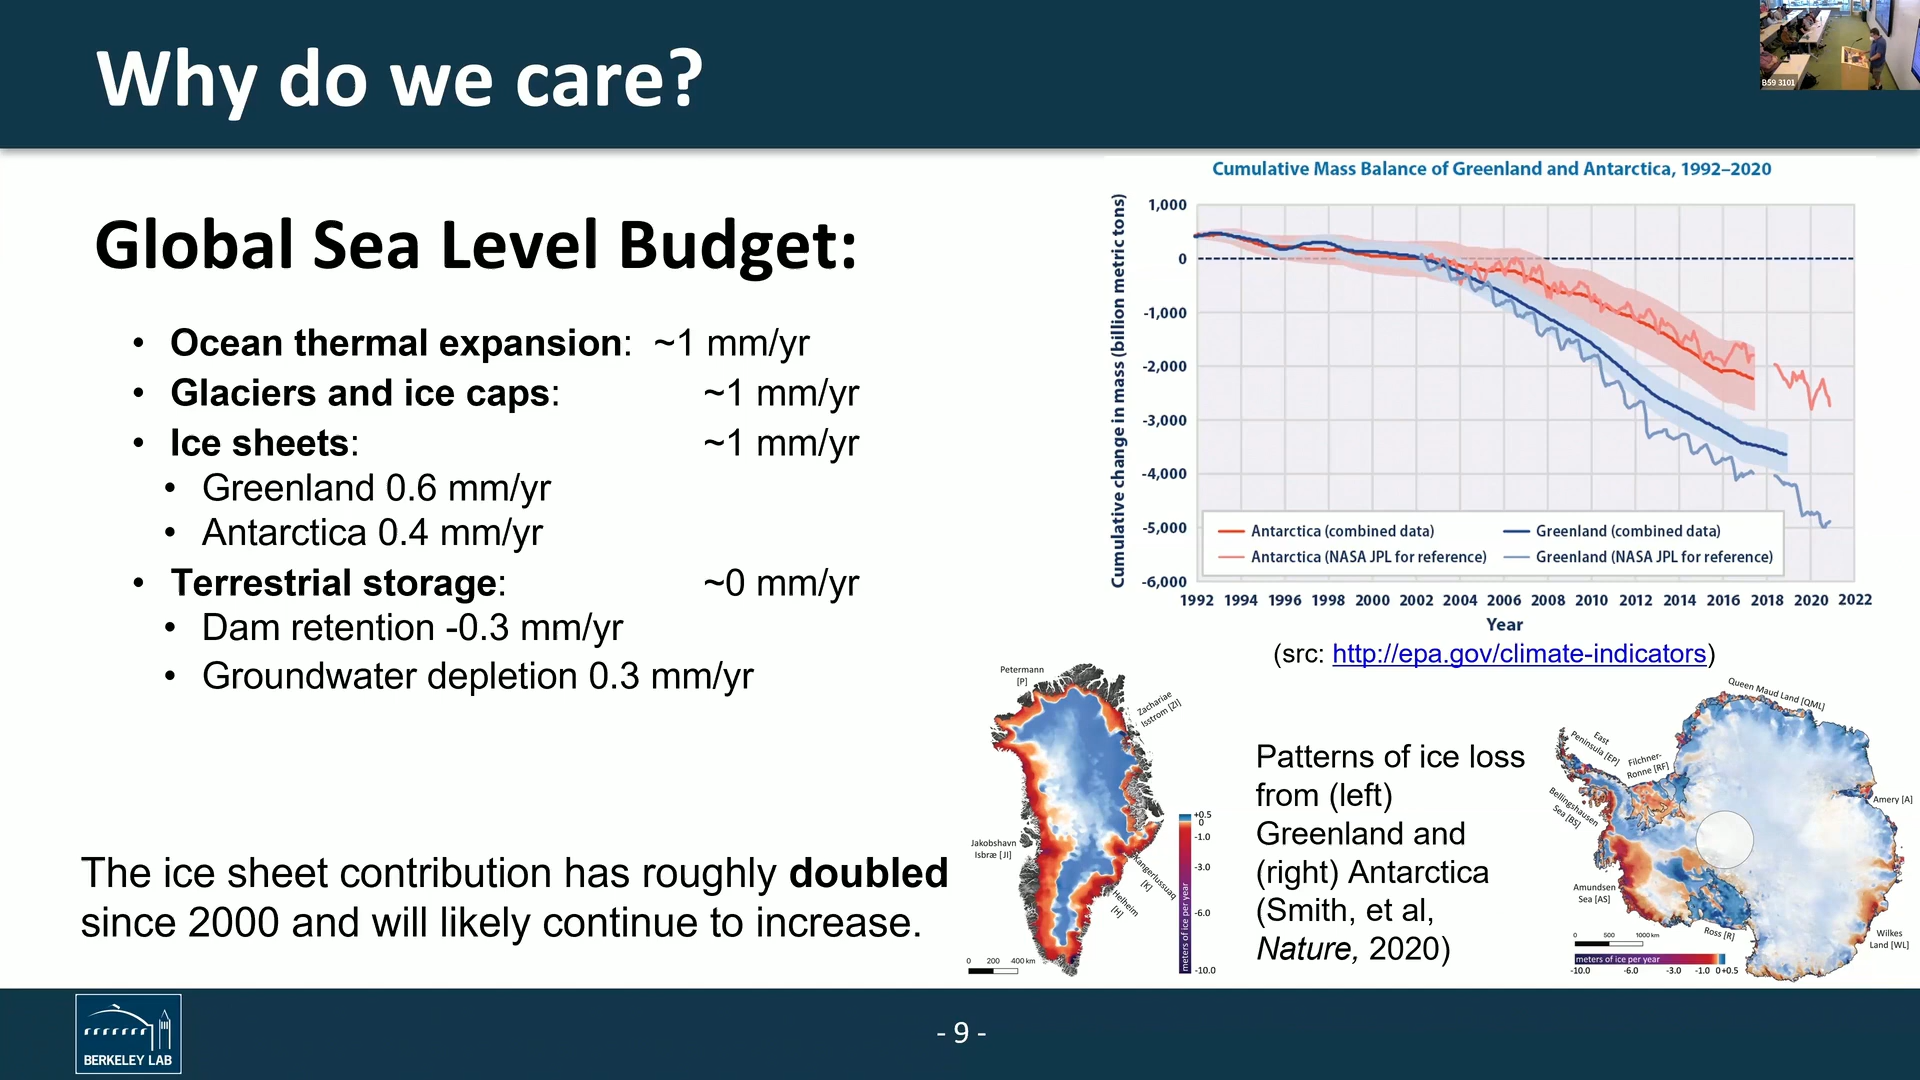 Why do we care?
B59 3101
Global Sea Level Budget:
• Ocean thermal expansion: ~1 mm/yr
• Glaciers and ice caps: ~1 mm/yr
• Ice sheets: ~1 mm/yr
• Greenland 0.6 mm/yr
• Antarctica 0.4 mm/yr
• Terrestrial storage: ~0 mm/yr
• Dam retention -0.3 mm/yr
• Groundwater depletion 0.3 mm/yr
The ice sheet contribution has roughly doubled
since 2000 and will likely continue to increase.
Cumulative Mass Balance of Greenland and Antarctica, 1992–2020
Cumulative change in mass (billion metric tons)
1,000
0
-1,000
-2,000
-3,000
-4,000
-5,000
-6,000
Antarctica (combined data)
Greenland (combined data)
Antarctica (NASA JPL for reference)
Greenland (NASA JPL for reference)
1992 1994 1996 1998 2000 2002 2004 2006 2008 2010 2012 2014 2016 2018 2020 2022
Year
(src: http://epa.gov/climate-indicators)
Petermann
[P]
Zachariae
Isstrom [ZI]
Jakobshavn
Isbræ [JI]
Kangerlussuaq
[K]
Helheim
[H]
0 200 400 km
+0.5
0
-1.0
-3.0
-6.0
-10.0
meters of ice per year
Patterns of ice loss
from (left)
Greenland and
(right) Antarctica
(Smith, et al,
Nature, 2020)
Queen Maud Land [QML]
East
Peninsula [EP]
Filchner-
Ronne [RF]
Bellingshausen
Sea [BS]
Amery [A]
Amundsen
Sea [AS]
Ross [R]
Wilkes
Land [WL]
0 500 1000 km
meters of ice per year
-10.0 -6.0 -3.0 -1.0 0 +0.5
BERKELEY LAB
- 9 -